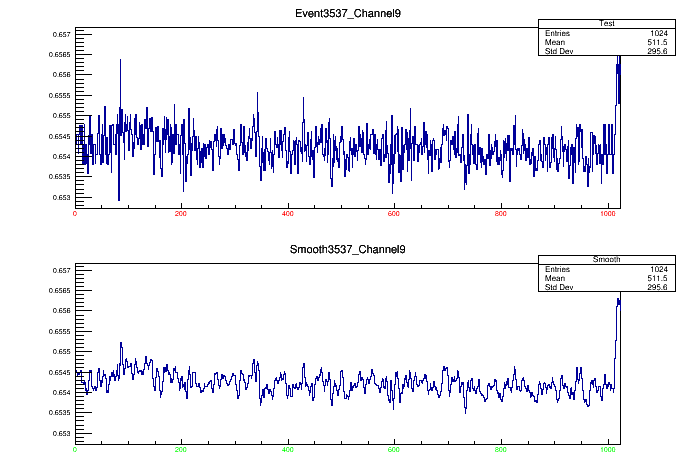 Event3537_Channel9
Test
Entries 1024
Mean 511.5
Std Dev 295.6
0.657
0.6565
0.656
0.6555
0.655
0.6545
0.654
0.6535
0.653
0 200 400 600 800 1000
Smooth3537_Channel9
Smooth
Entries 1024
Mean 511.5
Std Dev 295.6
0.657
0.6565
0.656
0.6555
0.655
0.6545
0.654
0.6535
0.653
0 200 400 600 800 1000